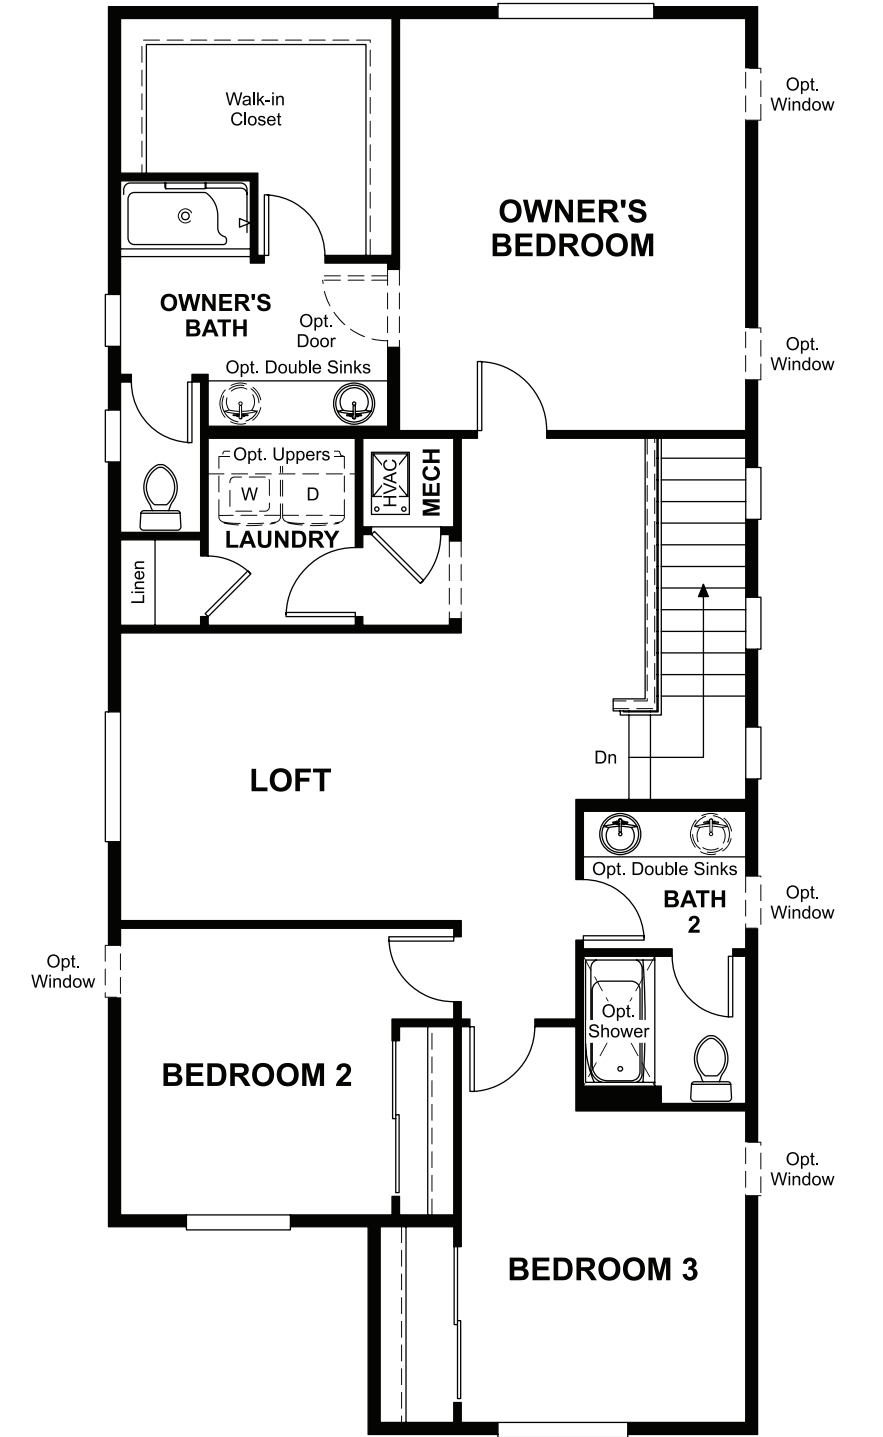 Walk-in
Closet
Opt.
Window
OWNER'S
BEDROOM
OWNER'S
BATH
Opt.
Door
Opt.
Window
Opt. Double Sinks
Opt. Uppers
W
D
HVAC
MECH
LAUNDRY
Linen
Dn
LOFT
Opt. Double Sinks
BATH
2
Opt.
Window
Opt.
Window
Opt.
Shower
BEDROOM 2
Opt.
Window
BEDROOM 3